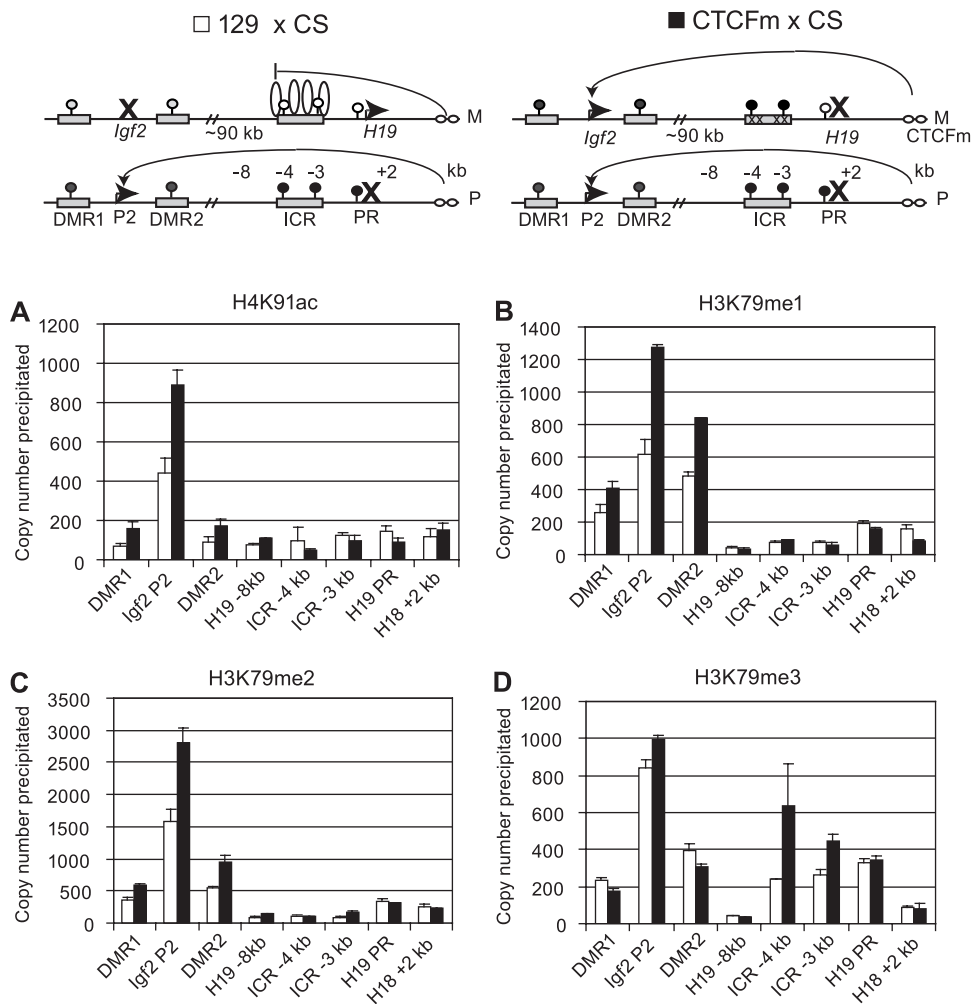 129 x CS
CTCFm x CS
Igf2
~90 kb
H19
M
-8 -4 -3 +2 kb
P
DMR1 P2 DMR2 ICR PR
Igf2
~90 kb
H19
M
CTCFm
-8 -4 -3 +2 kb
P
DMR1 P2 DMR2 ICR PR
A
H4K91ac
Copy number precipitated
1200
1000
800
600
400
200
0
DMR1
Igf2 P2
DMR2
H19 -8kb
ICR -4 kb
ICR -3 kb
H19 PR
H18 +2 kb
B
H3K79me1
Copy number precipitated
1400
1200
1000
800
600
400
200
0
DMR1
Igf2 P2
DMR2
H19 -8kb
ICR -4 kb
ICR -3 kb
H19 PR
H18 +2 kb
C
H3K79me2
Copy number precipitated
3500
3000
2500
2000
1500
1000
500
0
DMR1
Igf2 P2
DMR2
H19 -8kb
ICR -4 kb
ICR -3 kb
H19 PR
H18 +2 kb
D
H3K79me3
Copy number precipitated
1200
1000
800
600
400
200
0
DMR1
Igf2 P2
DMR2
H19 -8kb
ICR -4 kb
ICR -3 kb
H19 PR
H18 +2 kb